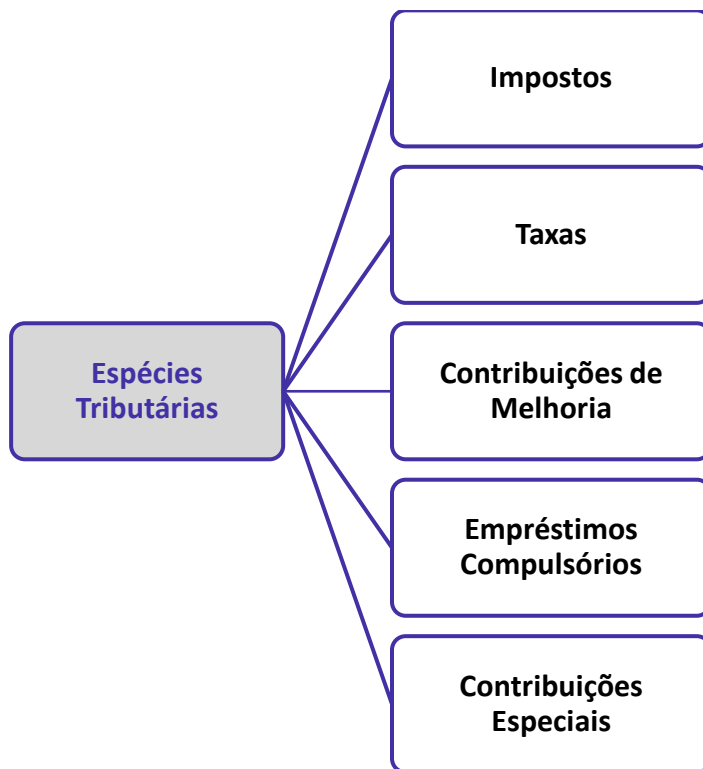 Impostos
Taxas
Espécies
Tributárias
Contribuições de
Melhoria
Empréstimos
Compulsórios
Contribuições
Especiais